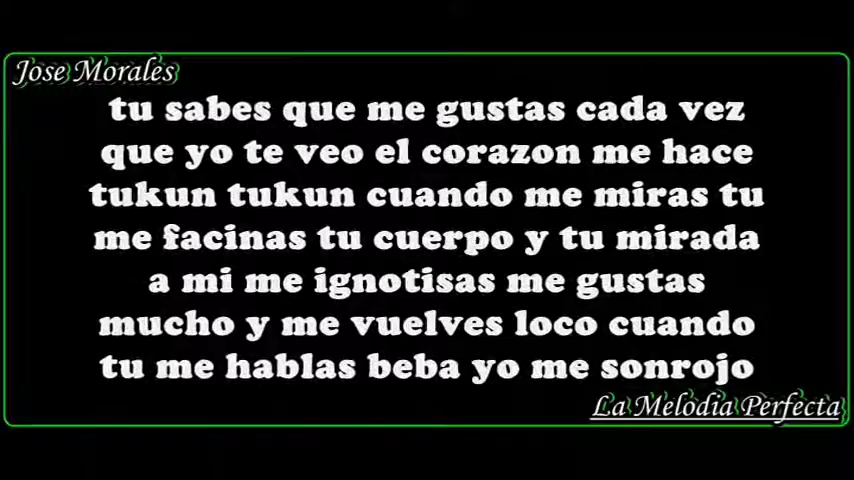 Jose Morales
tu sabes que me gustas cada vez
que yo te veo el corazon me hace
tukun tukun cuando me miras tu
me facinas tu cuerpo y tu mirada
a mi me ignotisas me gustas
mucho y me vuelves loco cuando
tu me hablas beba yo me sonrojo
La Melodia Perfecta